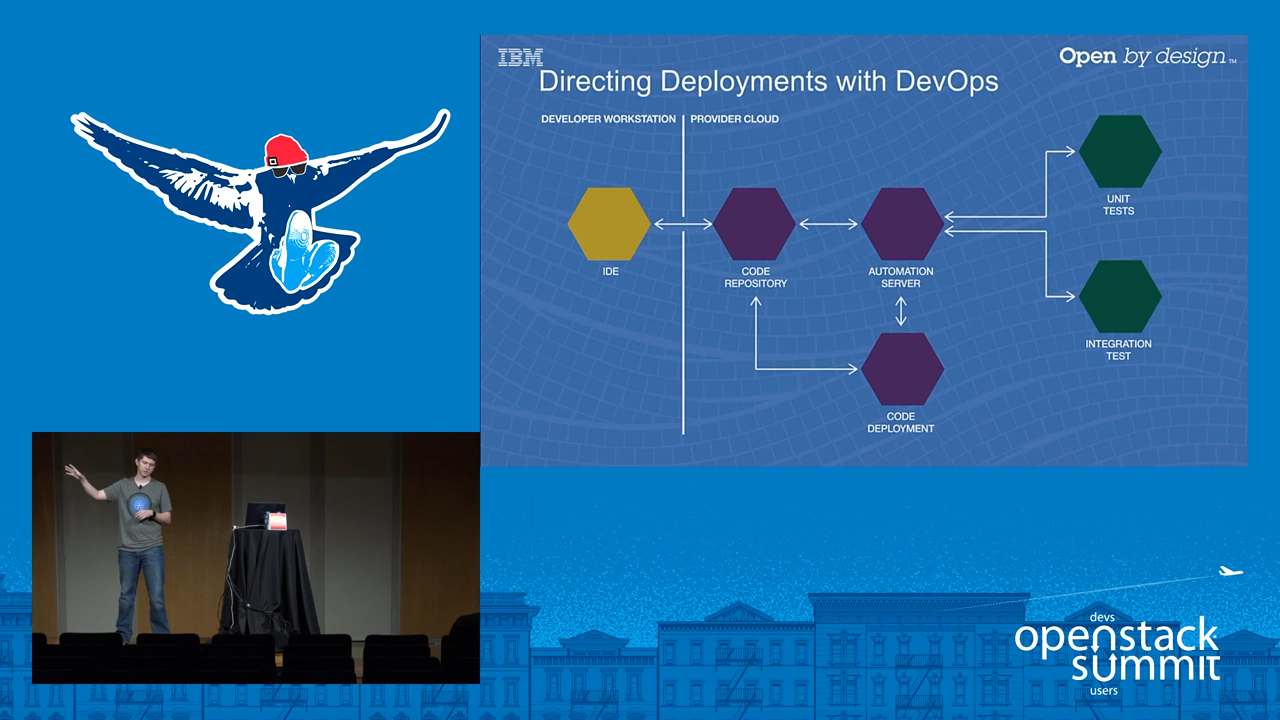 IBM
Open by design™
Directing Deployments with DevOps
DEVELOPER WORKSTATION
PROVIDER CLOUD
UNIT
TESTS
IDE
CODE
REPOSITORY
AUTOMATION
SERVER
INTEGRATION
TEST
CODE
DEPLOYMENT
devs
openstack
summit
users